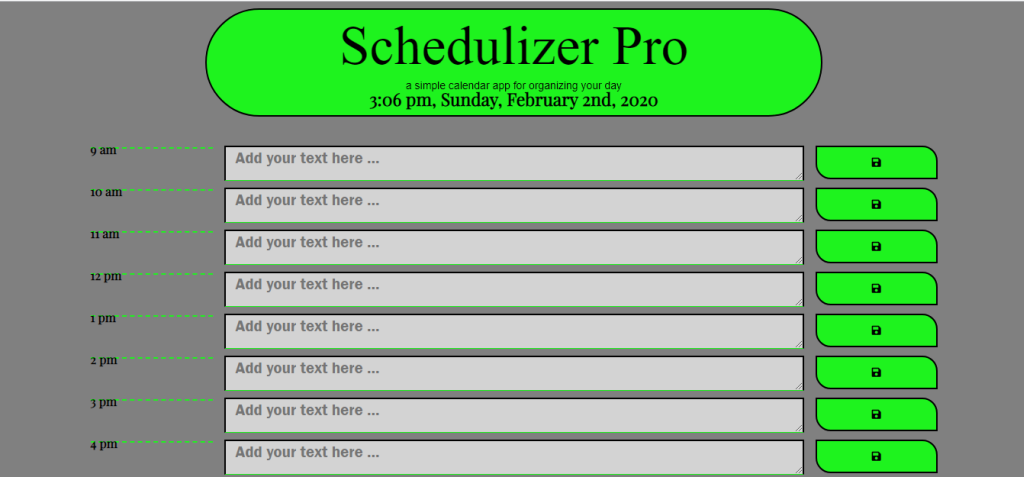 Schedulizer Pro
a simple calendar app for organizing your day
3:06 pm, Sunday, February 2nd, 2020
9 am Add your text here ...
10 am Add your text here ...
11 am Add your text here ...
12 pm Add your text here ...
1 pm Add your text here ...
2 pm Add your text here ...
3 pm Add your text here ...
4 pm Add your text here ...